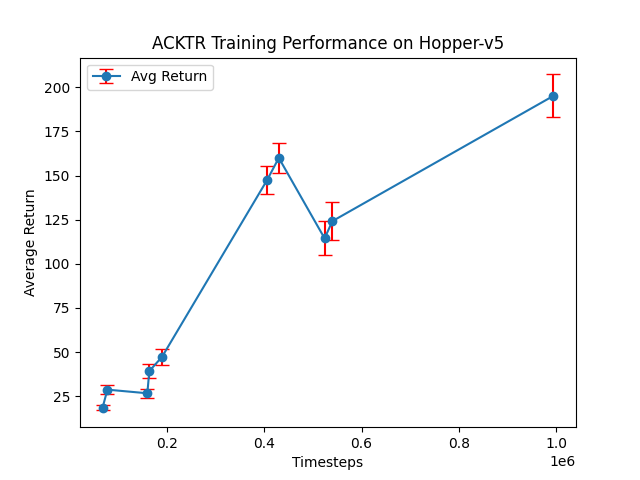 ACKTR Training Performance on Hopper-v5
Avg Return
200
175
150
125
100
75
50
25
Average Return
0.2 0.4 0.6 0.8 1.0
1e6
Timesteps